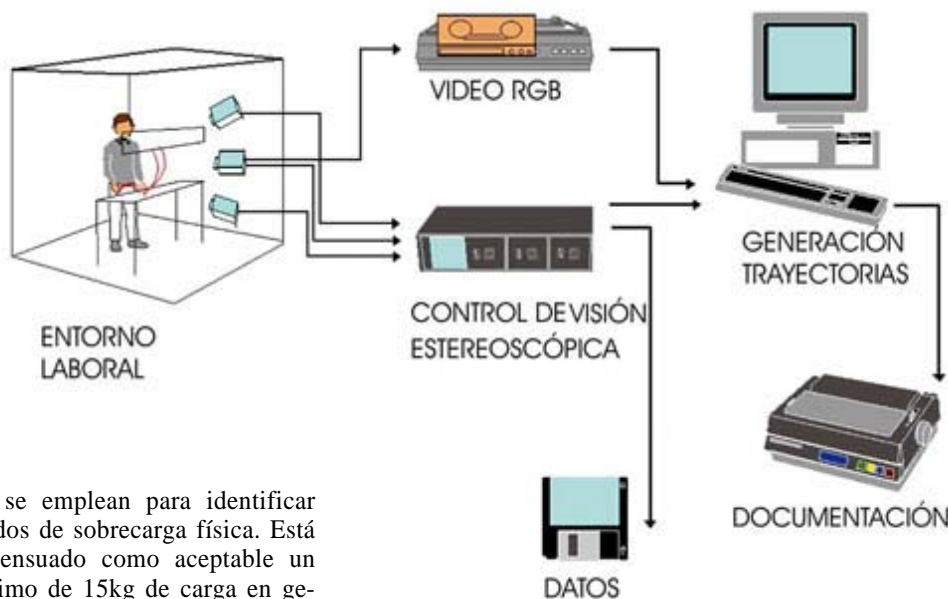 VIDEO RGB
GENERACIÓN
TRAYECTORIAS
CONTROL DE VISIÓN
ESTEREOSCÓPICA
ENTORNO
LABORAL
se emplean para identificar
dos de sobrecarga física. Está
ensuado como aceptable un
imo de 15kg de carga en ge-
DOCUMENTACIÓN
DATOS